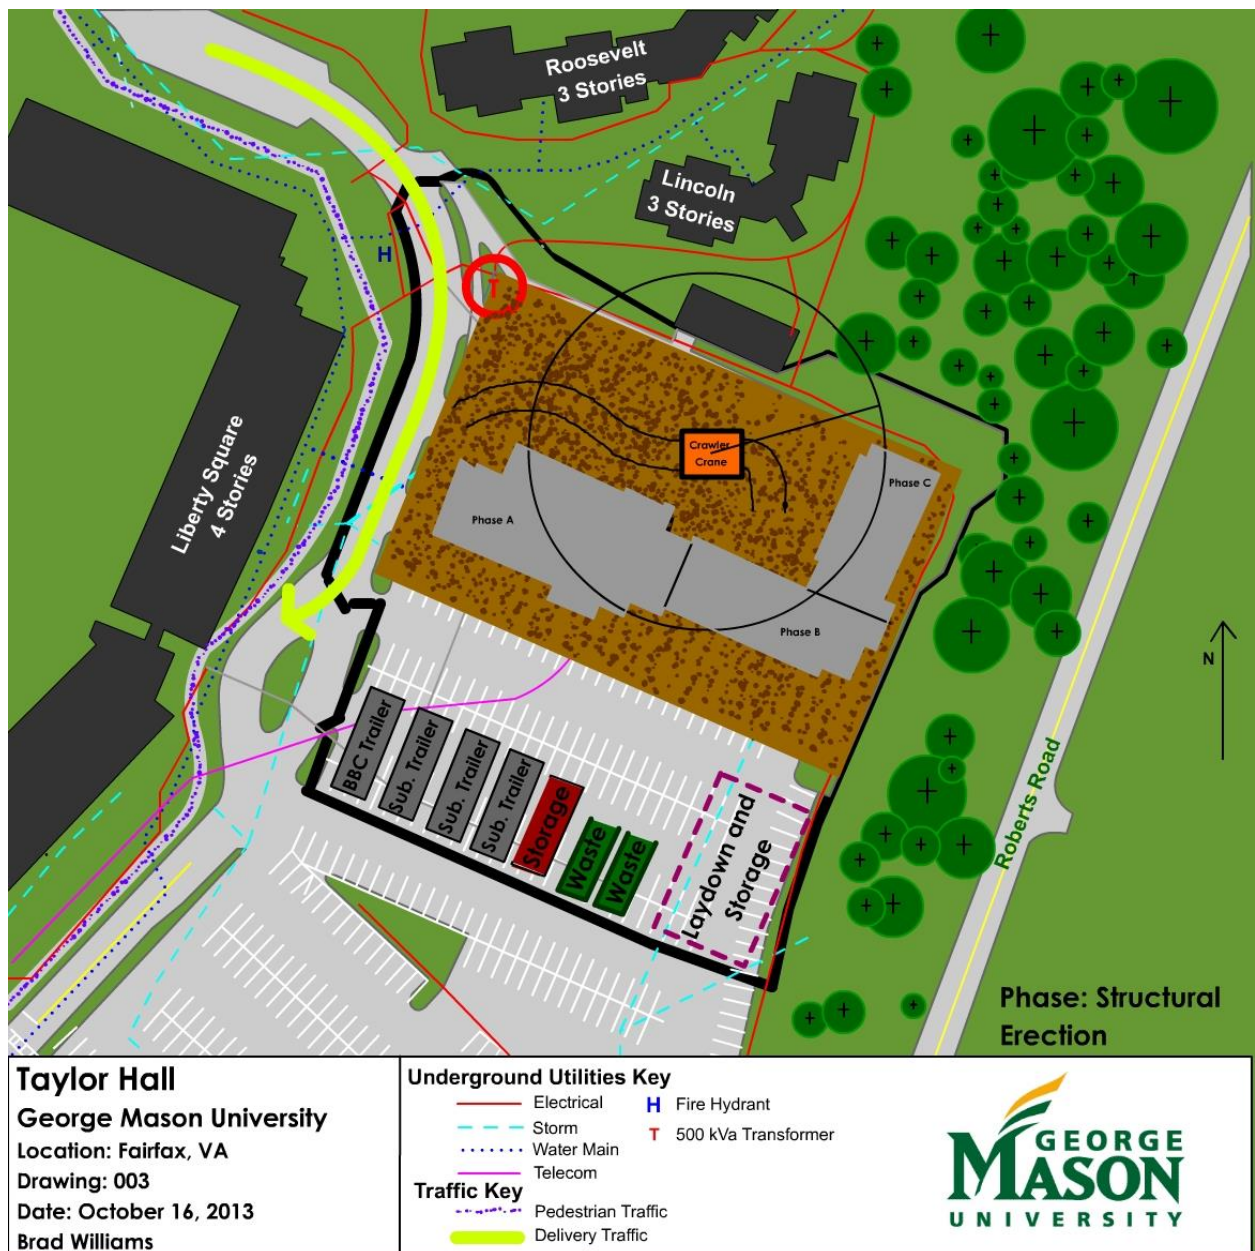 Roosevelt
3 Stories
Lincoln
3 Stories
H
T
Liberty Square
4 Stories
Crawler
Crane
Phase C
Phase A
Phase B
N
BBC Trailer
Sub. Trailer
Sub. Trailer
Sub. Trailer
Storage
Waste
Waste
Laydown and
Storage
Roberts Road
Phase: Structural
Erection
Taylor Hall
George Mason University
Location: Fairfax, VA
Drawing: 003
Date: October 16, 2013
Brad Williams
Underground Utilities Key
Electrical
Storm
Water Main
Telecom
H Fire Hydrant
T 500 kVa Transformer
Traffic Key
Pedestrian Traffic
Delivery Traffic
GEORGE
MASON
UNIVERSITY